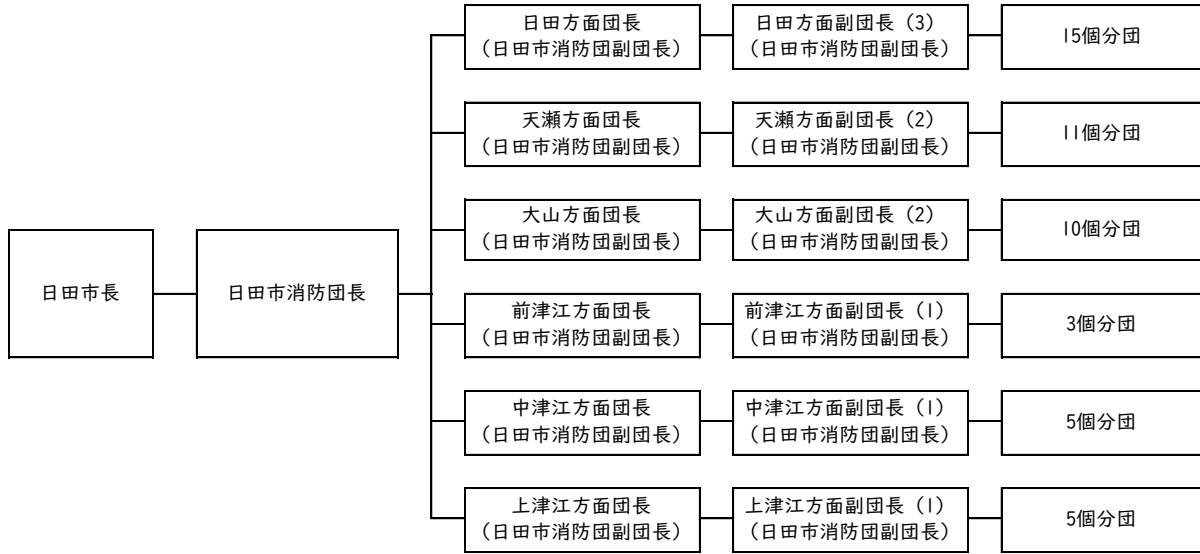 日田方面団長
（日田市消防団副団長）
日田方面副団長（3）
（日田市消防団副団長）
15個分団
天瀬方面団長
（日田市消防団副団長）
天瀬方面副団長（2）
（日田市消防団副団長）
11個分団
大山方面団長
（日田市消防団副団長）
大山方面副団長（2）
（日田市消防団副団長）
10個分団
日田市長
日田市消防団長
前津江方面団長
（日田市消防団副団長）
前津江方面副団長（1）
（日田市消防団副団長）
3個分団
中津江方面団長
（日田市消防団副団長）
中津江方面副団長（1）
（日田市消防団副団長）
5個分団
上津江方面団長
（日田市消防団副団長）
上津江方面副団長（1）
（日田市消防団副団長）
5個分団